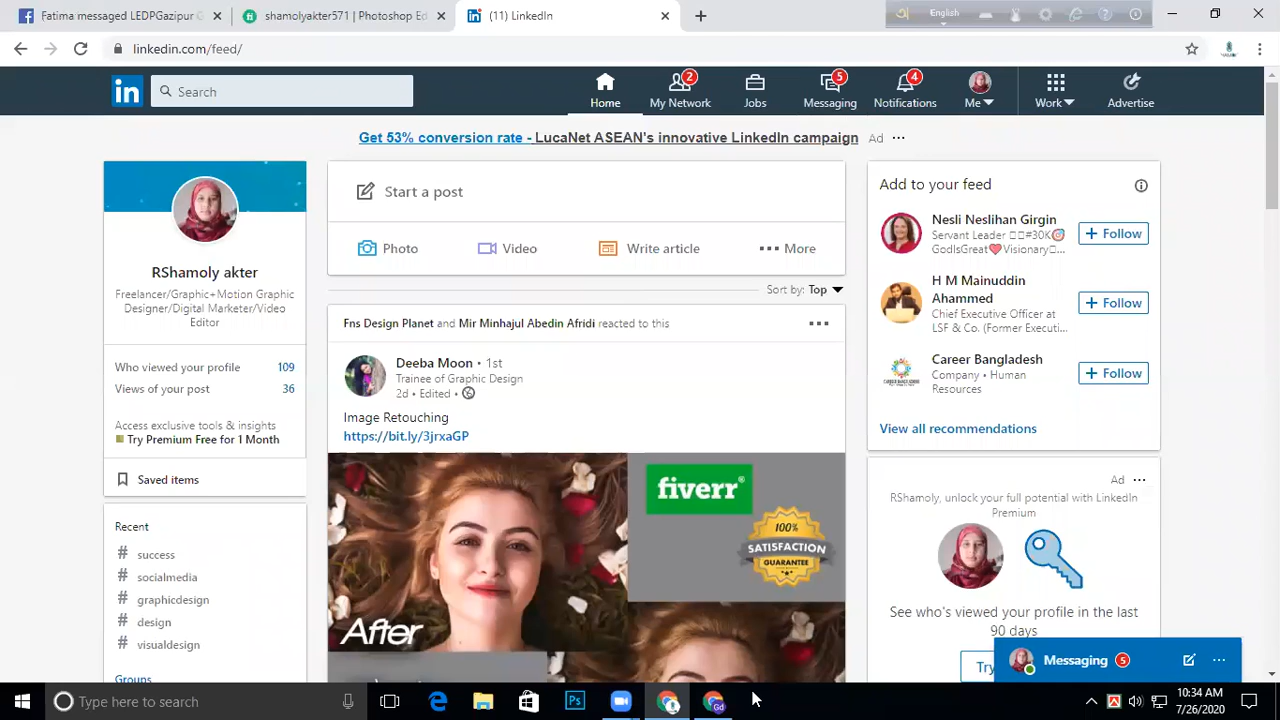 Fatima messaged LEDPGazipur G
shamolyakter571 | Photoshop Ed
(11) LinkedIn
English
linkedin.com/feed/
in
Search
Home
2
My Network
Jobs
5
Messaging
4
Notifications
Me
Work
Advertise
Get 53% conversion rate - LucaNet ASEAN's innovative LinkedIn campaign
Ad
RShamoly akter
Freelancer/Graphic+Motion Graphic
Designer/Digital Marketer/Video
Editor
Who viewed your profile 109
Views of your post 36
Access exclusive tools & insights
Try Premium Free for 1 Month
Saved items
Recent
# success
# socialmedia
# graphicdesign
# design
# visualdesign
Groups
Start a post
Photo
Video
Write article
More
Sort by: Top
Fns Design Planet and Mir Minhajul Abedin Afridi reacted to this
Deeba Moon • 1st
Trainee of Graphic Design
2d • Edited •
Image Retouching
https://bit.ly/3jrxaGP
fiverr®
100%
SATISFACTION
GUARANTEE
After
Add to your feed
Nesli Neslihan Girgin
Servant Leader #30K
GodIsGreat❤Visionary...
+ Follow
H M Mainuddin
Ahammed
Chief Executive Officer at
LSF & Co. (Former Executi...
+ Follow
Career Bangladesh
Company • Human
Resources
+ Follow
View all recommendations
Ad
RShamoly, unlock your full potential with LinkedIn
Premium
See who's viewed your profile in the last
90 days
Try
Messaging 5
Type here to search
Ps
Gd
10:34 AM
7/26/2020